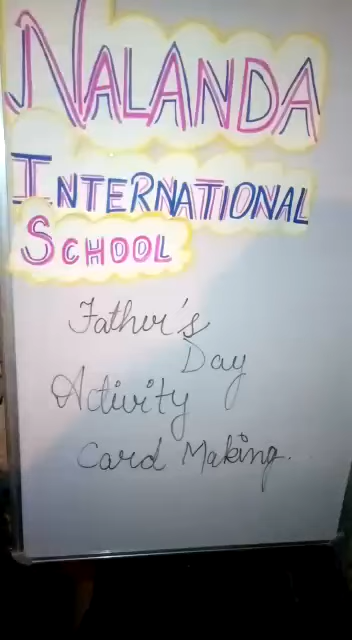 NALANDA
INTERNATIONAL
SCHOOL
Father's
Day
Activity
Card Making.